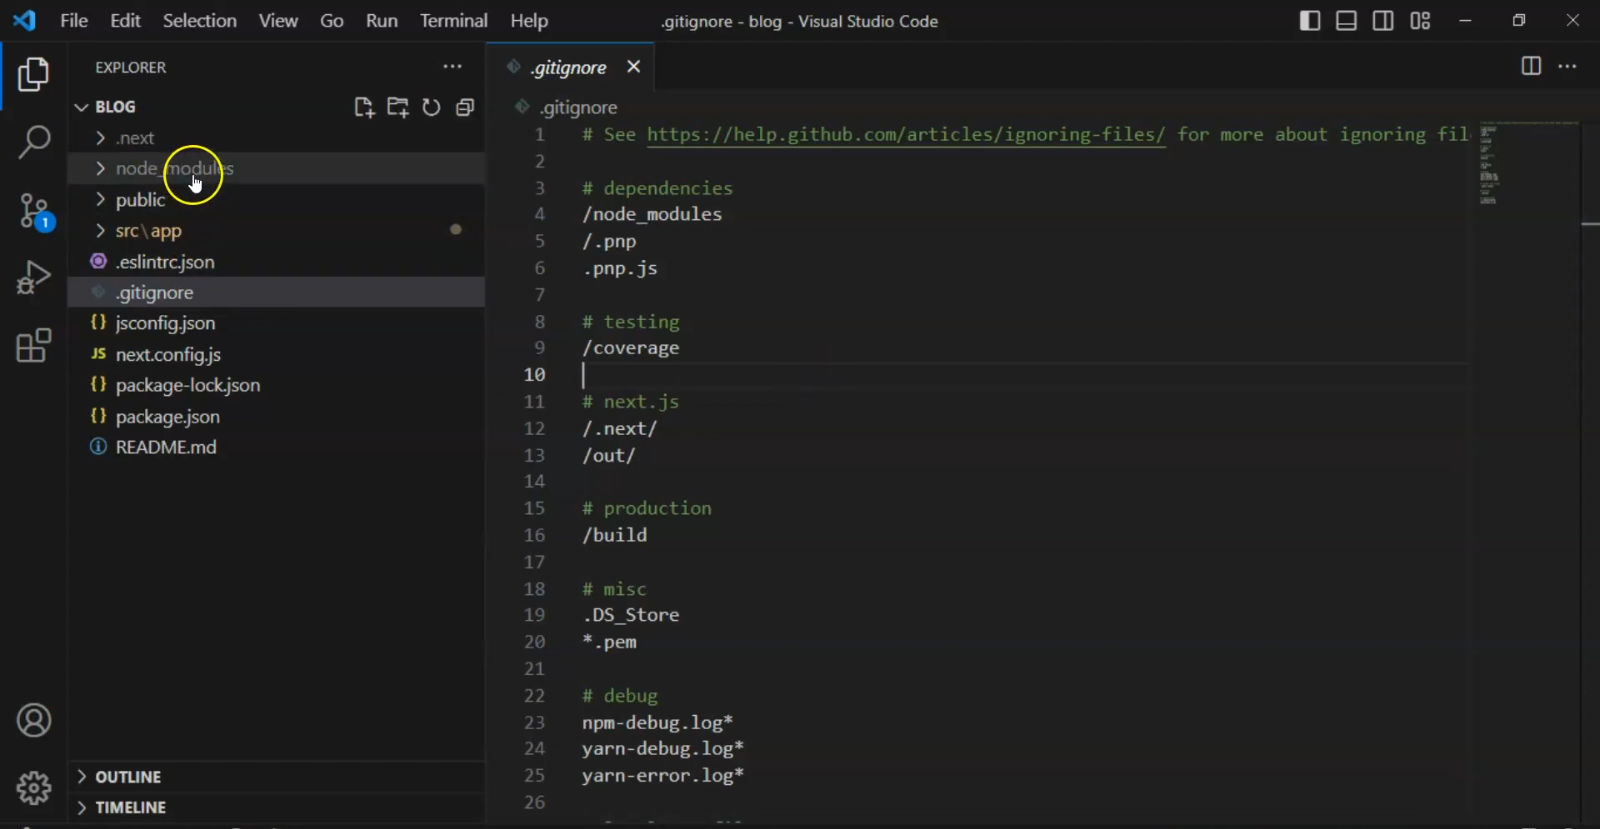 File Edit Selection View Go Run Terminal Help
.gitignore - blog - Visual Studio Code
EXPLORER
BLOG
.next
node_modules
public
src\app
.eslintrc.json
.gitignore
jsconfig.json
next.config.js
package-lock.json
package.json
README.md
OUTLINE
TIMELINE
1
.gitignore
.gitignore
1 # See https://help.github.com/articles/ignoring-files/ for more about ignoring fil
2
3 # dependencies
4 /node_modules
5 /.pnp
6 .pnp.js
7
8 # testing
9 /coverage
10
11 # next.js
12 /.next/
13 /out/
14
15 # production
16 /build
17
18 # misc
19 .DS_Store
20 *.pem
21
22 # debug
23 npm-debug.log*
24 yarn-debug.log*
25 yarn-error.log*
26